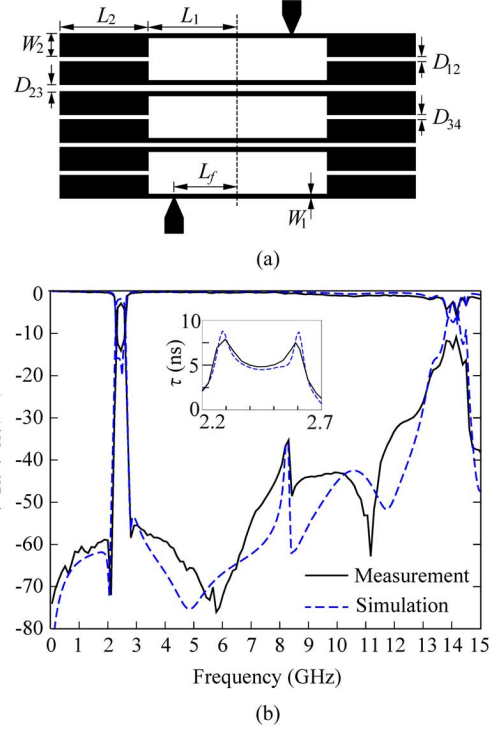 L2 L1
W2
D12
D23
D34
Lf
W1
(a)
0
-10
-20
-30
-40
-50
-60
-70
-80
10
5
0
τ (ns)
2.2 2.7
Measurement
Simulation
0 1 2 3 4 5 6 7 8 9 10 11 12 13 14 15
Frequency (GHz)
(b)